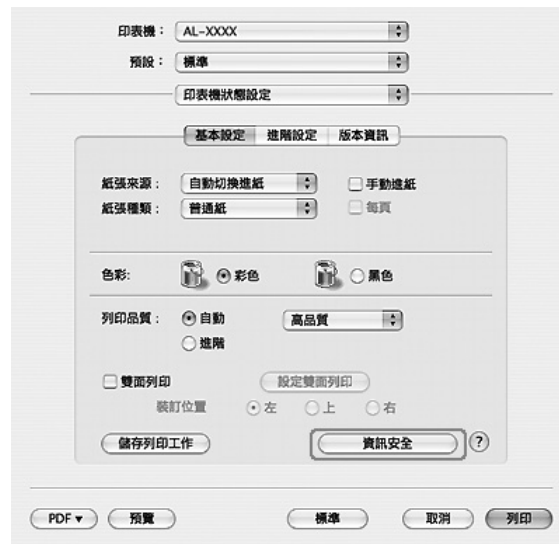 印表機： AL-XXXX
預設： 標準
印表機狀態設定
基本設定 進階設定 版本資訊
紙張來源： 自動切換進紙 手動進紙
紙張種類： 普通紙 每頁
色彩: 彩色 黑色
列印品質： 自動 高品質
進階
雙面列印 設定雙面列印
裝訂位置 左 上 右
儲存列印工作 資訊安全 ?
PDF▼ 預覽 標準 取消 列印